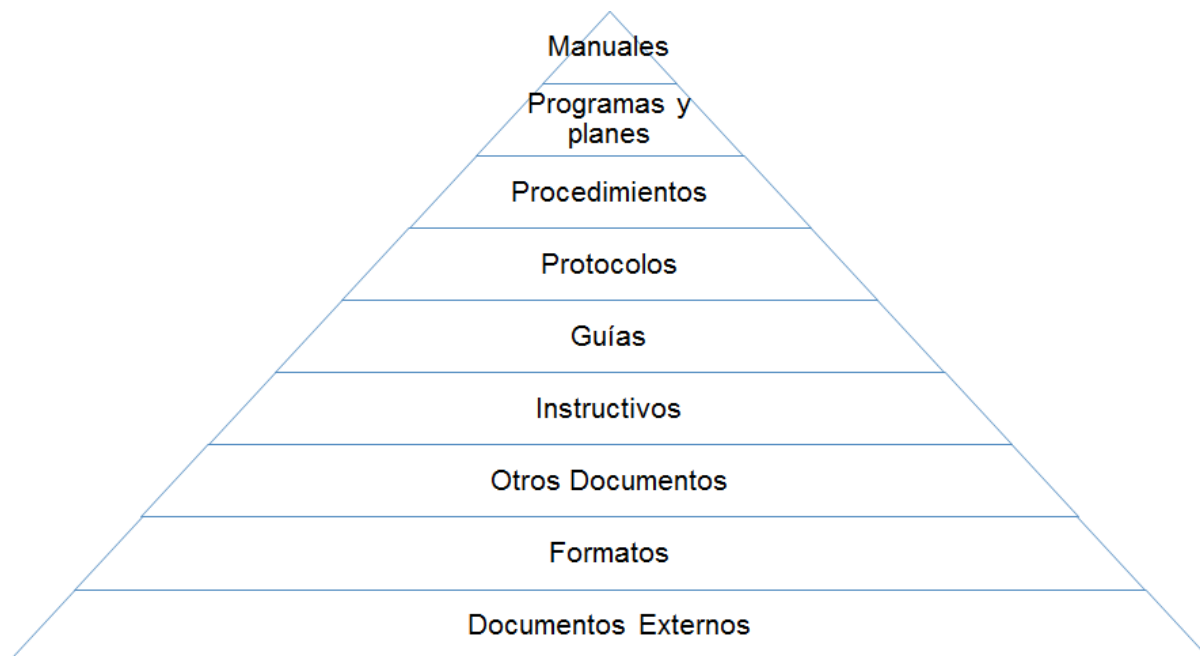 Manuales
Programas y
planes
Procedimientos
Protocolos
Guías
Instructivos
Otros Documentos
Formatos
Documentos Externos